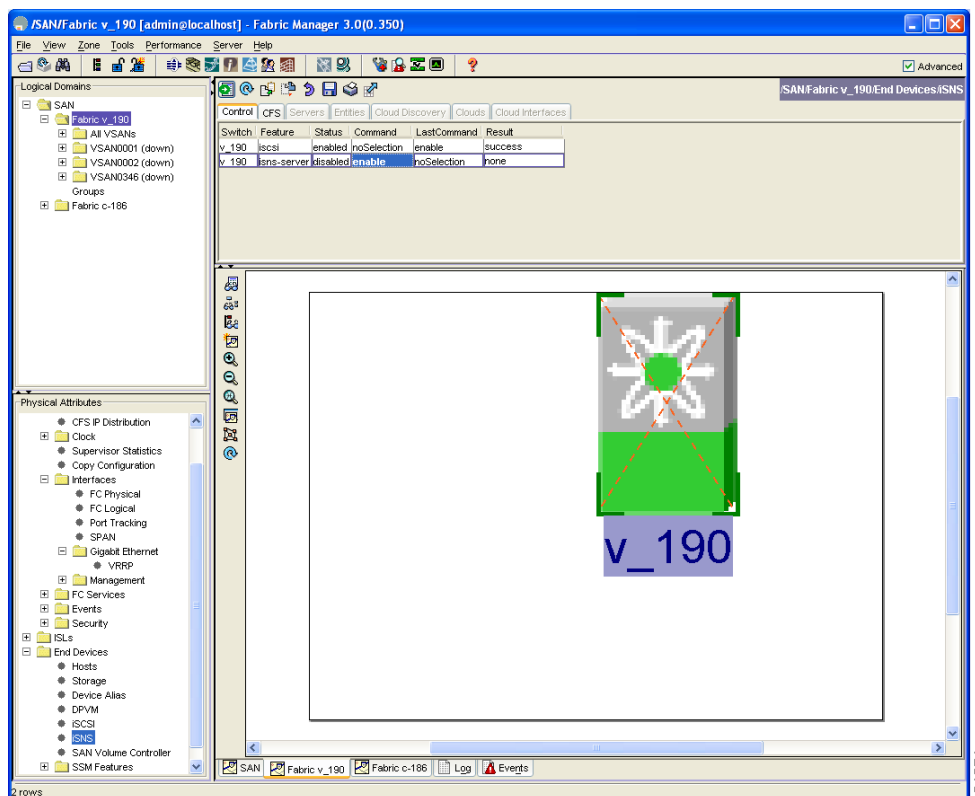 /SAN/Fabric v_190 [admin@localhost] - Fabric Manager 3.0(0.350)
File View Zone Tools Performance Server Help
Advanced
Logical Domains
SAN
Fabric v_190
All VSANs
VSAN0001 (down)
VSAN0002 (down)
VSAN0346 (down)
Groups
Fabric c-186
/SAN/Fabric v_190/End Devices/iSNS
Control CFS Servers Entities Cloud Discovery Clouds Cloud Interfaces
Switch Feature Status Command LastCommand Result
v_190 iscsi enabled noSelection enable success
v_190 isns-server disabled enable noSelection none
Physical Attributes
CFS IP Distribution
Clock
Supervisor Statistics
Copy Configuration
Interfaces
FC Physical
FC Logical
Port Tracking
SPAN
Gigabit Ethernet
VRRP
Management
FC Services
Events
Security
ISLs
End Devices
Hosts
Storage
Device Alias
DPVM
iSCSI
iSNS
SAN Volume Controller
SSM Features
v_190
SAN Fabric v_190 Fabric c-186 Log Events
2 rows